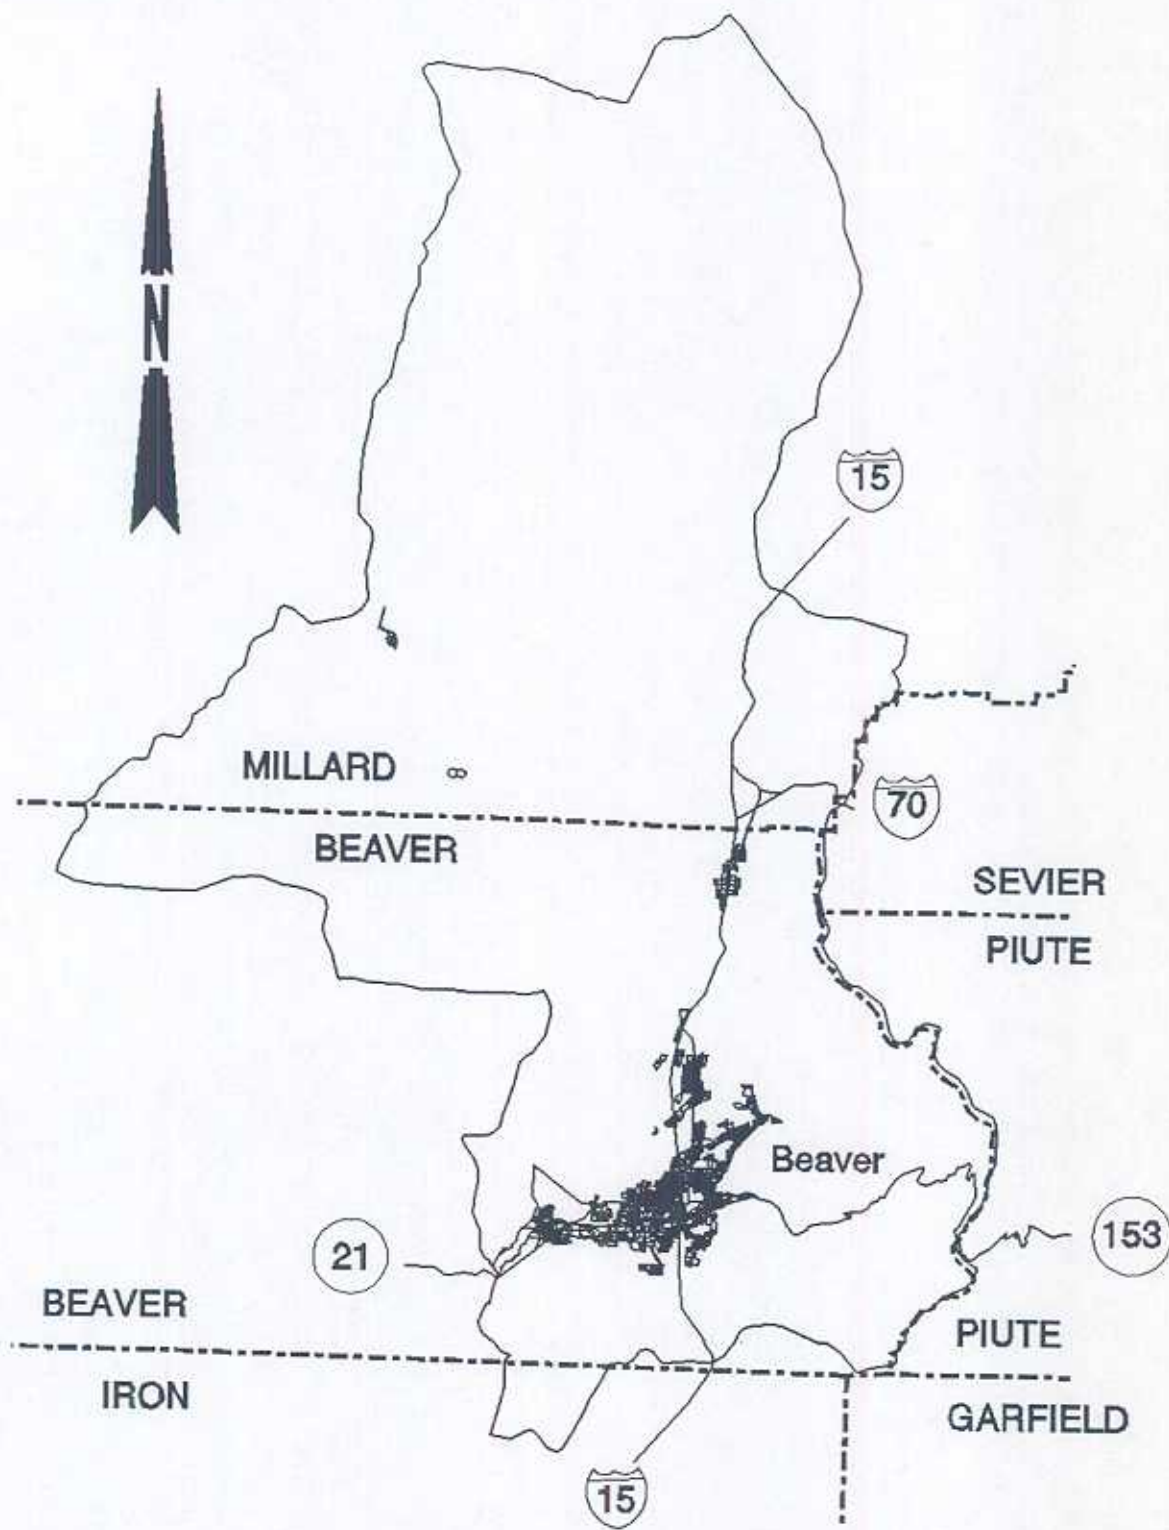 N
15
MILLARD
70
BEAVER
SEVIER
PIUTE
Beaver
21
153
BEAVER
PIUTE
IRON
GARFIELD
15